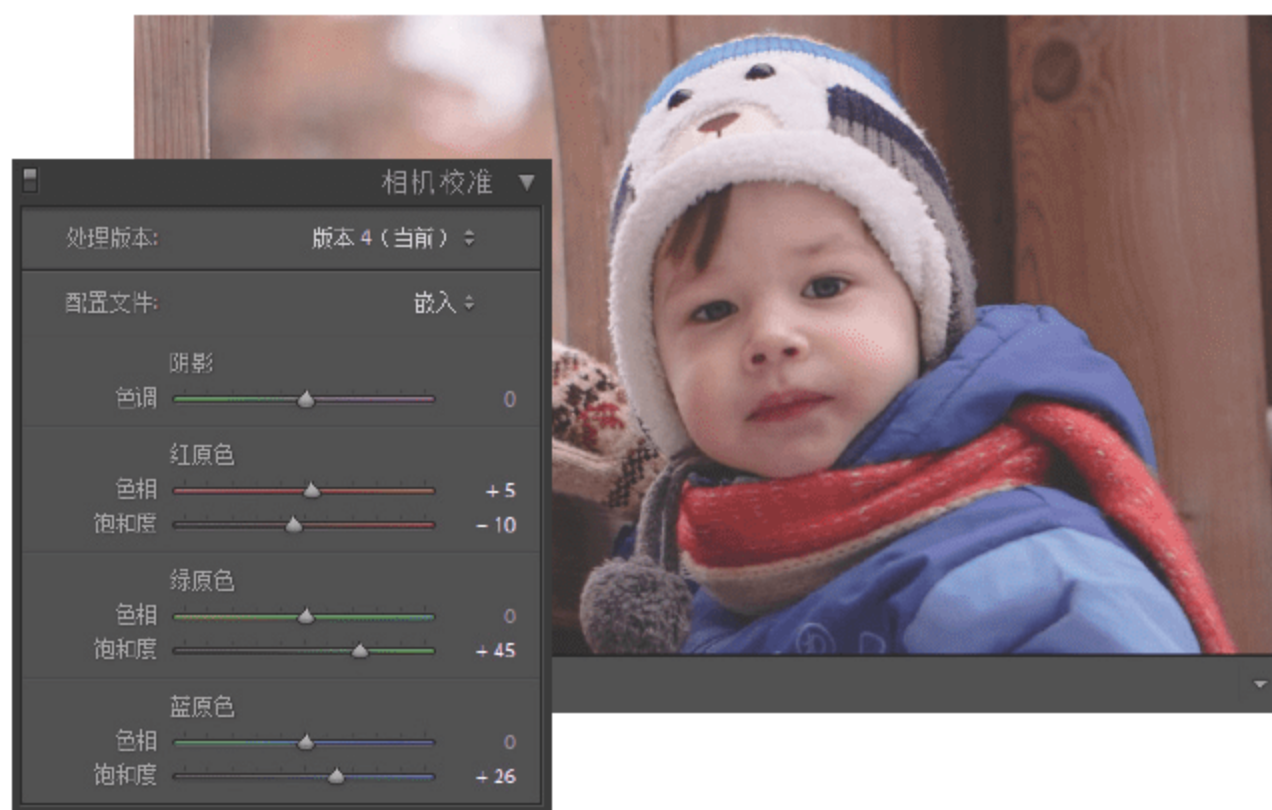 相机校准
处理版本: 版本 4（当前）
配置文件: 嵌入
阴影
色调 0
红原色
色相 + 5
饱和度 – 10
绿原色
色相 0
饱和度 + 45
蓝原色
色相 0
饱和度 + 26